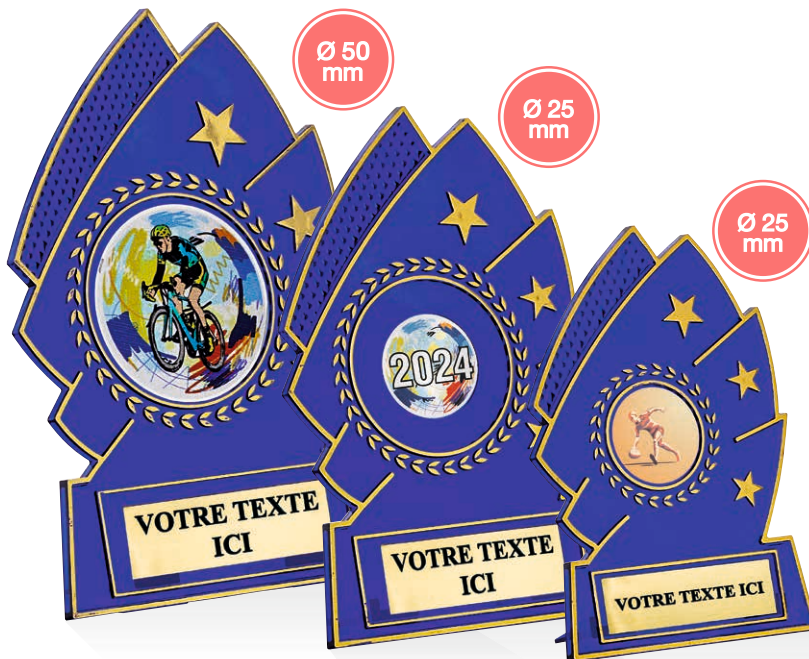 Ø 50
mm
Ø 25
mm
Ø 25
mm
2024
VOTRE TEXTE
ICI
VOTRE TEXTE
ICI
VOTRE TEXTE ICI